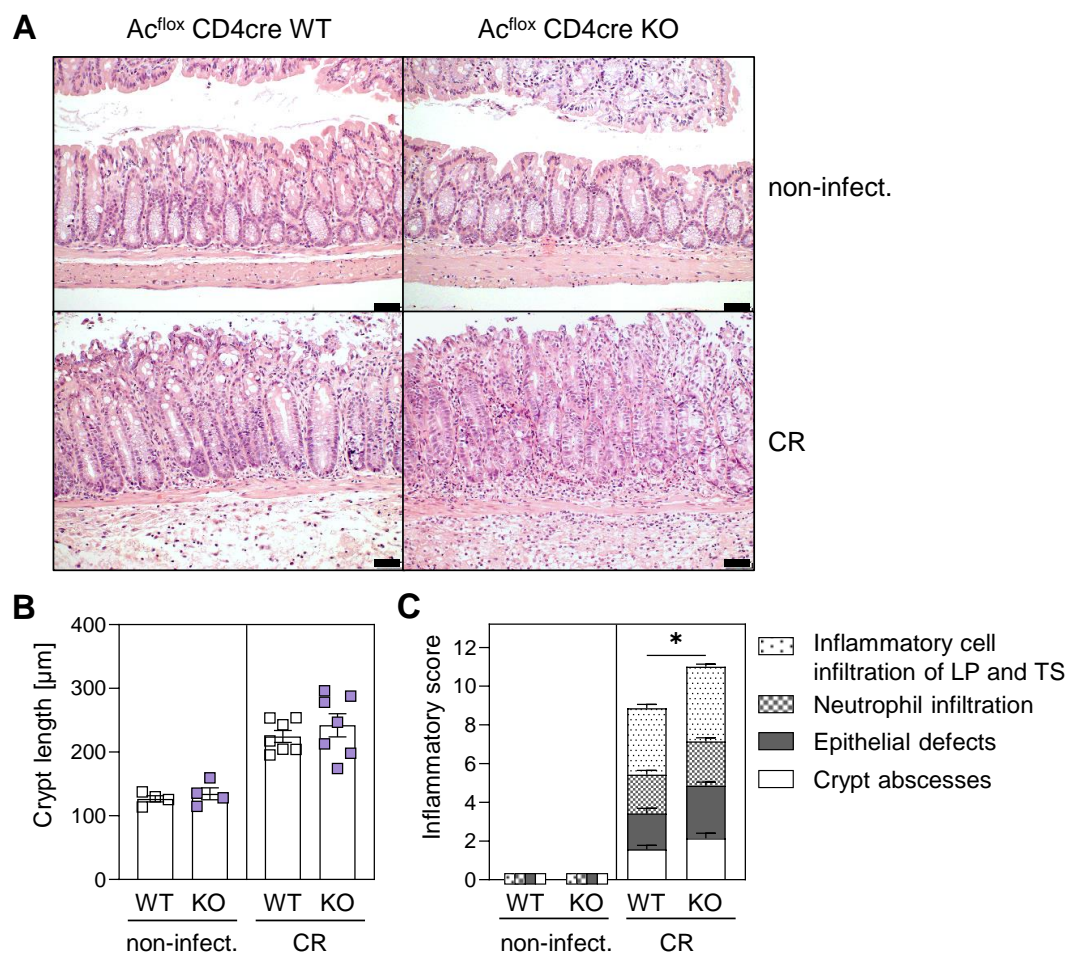 A
Ac^flox CD4cre WT
Ac^flox CD4cre KO
non-infect.
CR
B
Crypt length [µm]
400
300
200
100
0
WT KO WT KO
non-infect. CR
C
Inflammatory score
12
10
8
6
4
2
0
*
WT KO WT KO
non-infect. CR
Inflammatory cell
infiltration of LP and TS
Neutrophil infiltration
Epithelial defects
Crypt abscesses